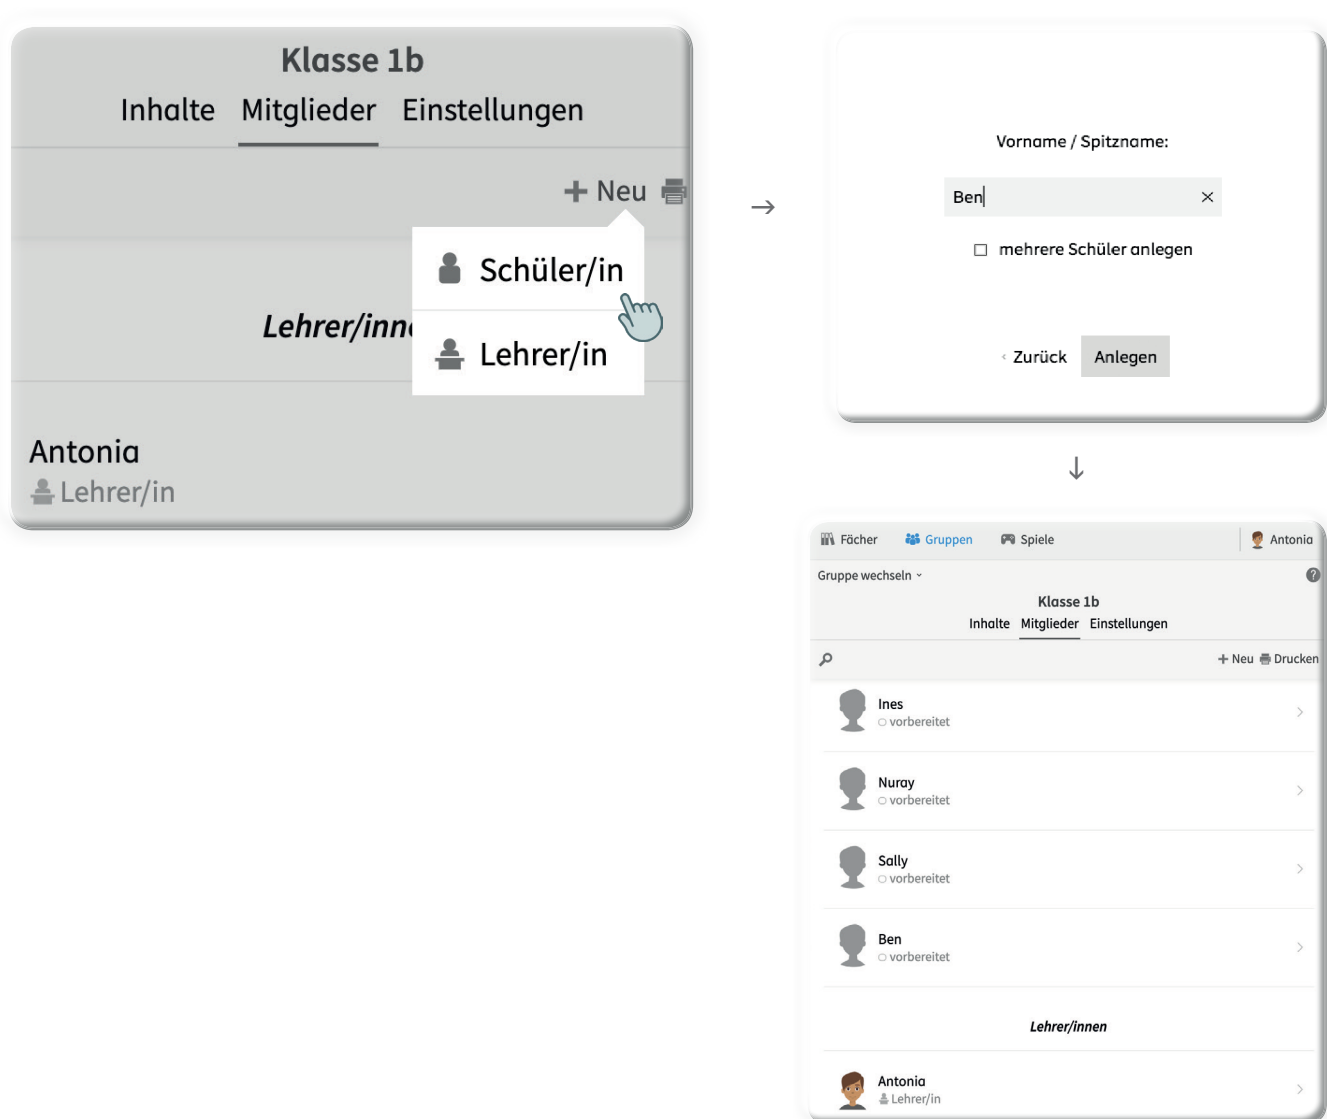 Klasse 1b
Inhalte Mitglieder Einstellungen
+ Neu
Schüler/in
Lehrer/inne
Lehrer/in
Antonia
Lehrer/in
→
Vorname / Spitzname:
Ben
mehrere Schüler anlegen
Zurück Anlegen
↓
Fächer Gruppen Spiele Antonia
Gruppe wechseln
Klasse 1b
Inhalte Mitglieder Einstellungen
+ Neu Drucken
Ines
vorbereitet
Nuray
vorbereitet
Sally
vorbereitet
Ben
vorbereitet
Lehrer/innen
Antonia
Lehrer/in